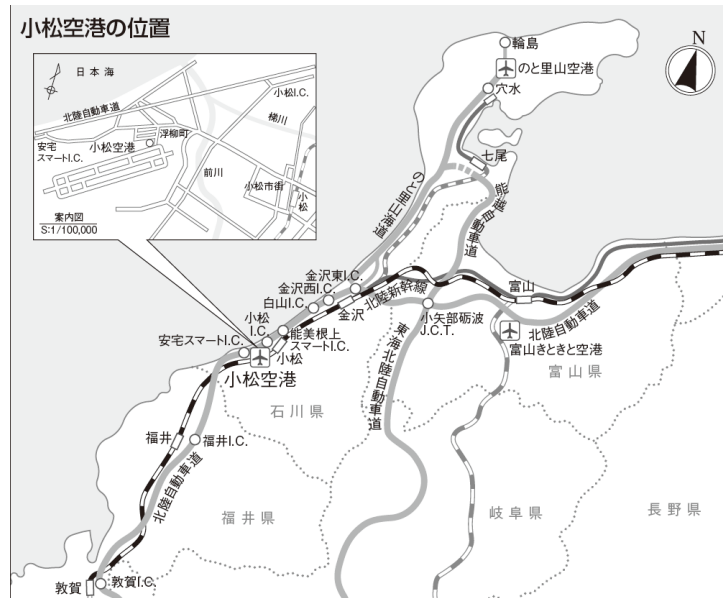 小松空港の位置
N
日本海
北陸自動車道
小松I.C.
梯川
安宅
スマートI.C.
小松空港
浮柳町
前川
小松市街
小松
案内図
S:1/100,000
輪島
のと里山空港
穴水
七尾
のと里山海道
能越自動車道
金沢東I.C.
金沢西I.C.
白山I.C.
小松
I.C.
安宅スマートI.C.
能美根上
スマートI.C.
小松
小松空港
金沢
北陸新幹線
富山
小矢部砺波
J.C.T.
北陸自動車道
富山きときと空港
富山県
東海北陸自動車道
石川県
福井
福井I.C.
北陸自動車道
福井県
岐阜県
長野県
敦賀
敦賀I.C.